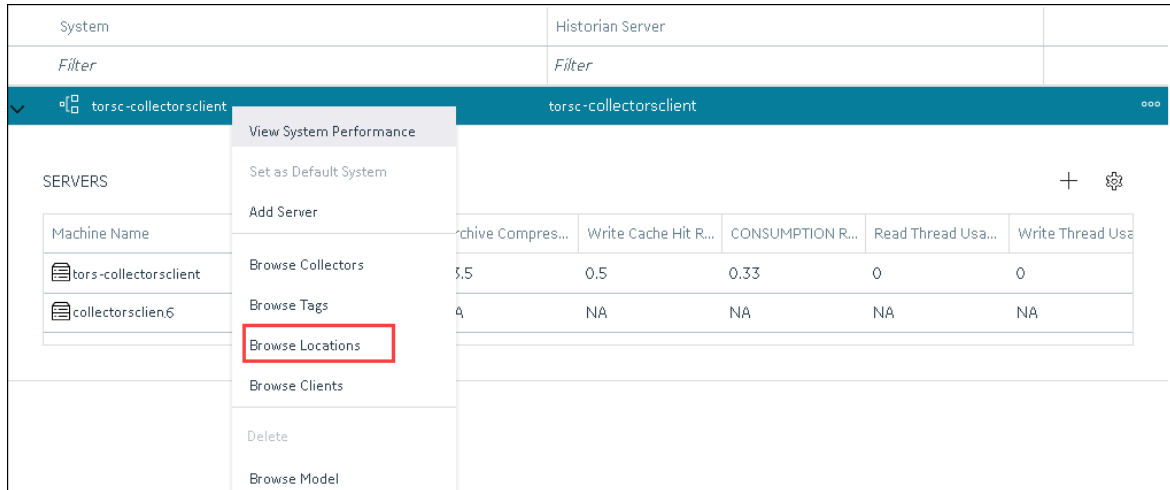 System Historian Server
Filter Filter
torsc-collectorsclient torsc-collectorsclient
View System Performance
Set as Default System
Add Server
Browse Collectors
Browse Tags
Browse Locations
Browse Clients
Delete
Browse Model
SERVERS
Machine Name rchive Compres... Write Cache Hit R... CONSUMPTION R... Read Thread Usa... Write Thread Usa
tors-collectorsclient 3.5 0.5 0.33 0 0
collectorsclien.6 A NA NA NA NA